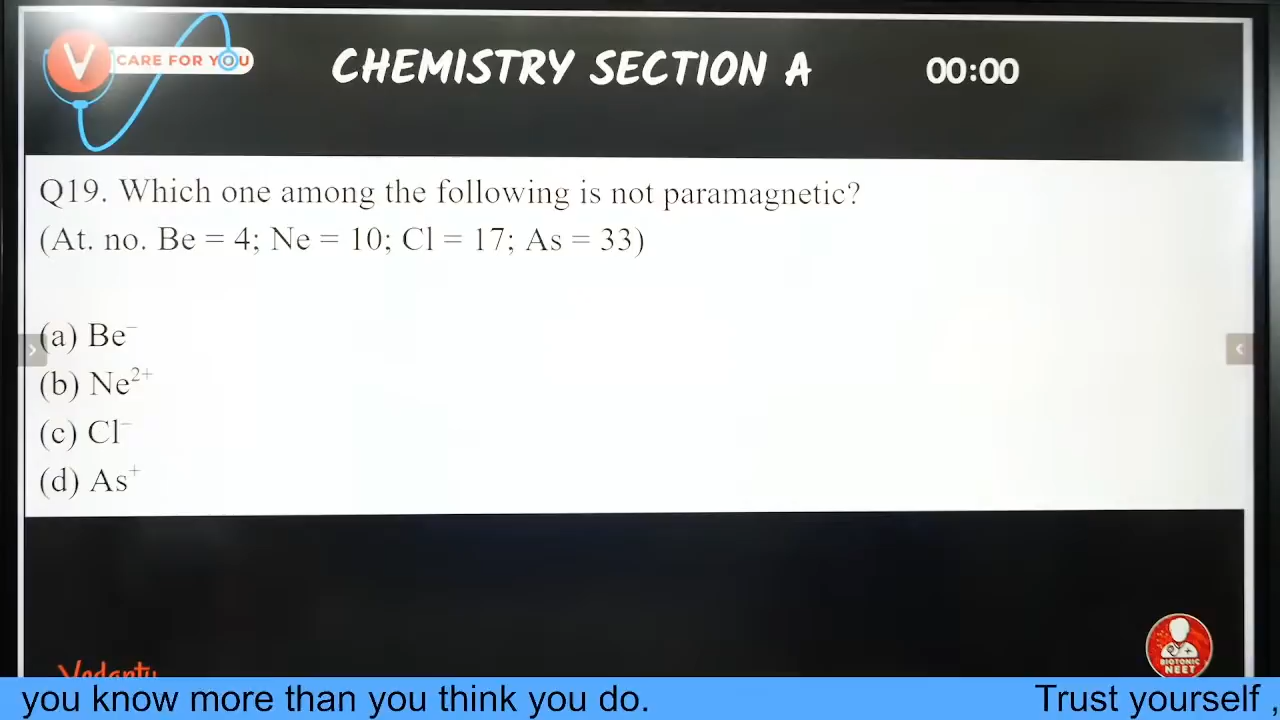 V
CARE FOR YOU
CHEMISTRY SECTION A
00:00
Q19. Which one among the following is not paramagnetic?
(At. no. Be = 4; Ne = 10; Cl = 17; As = 33)
(a) Be⁻
(b) Ne²⁺
(c) Cl⁻
(d) As⁺
Vedantu
BIOTONIC
NEET
you know more than you think you do. Trust yourself ,